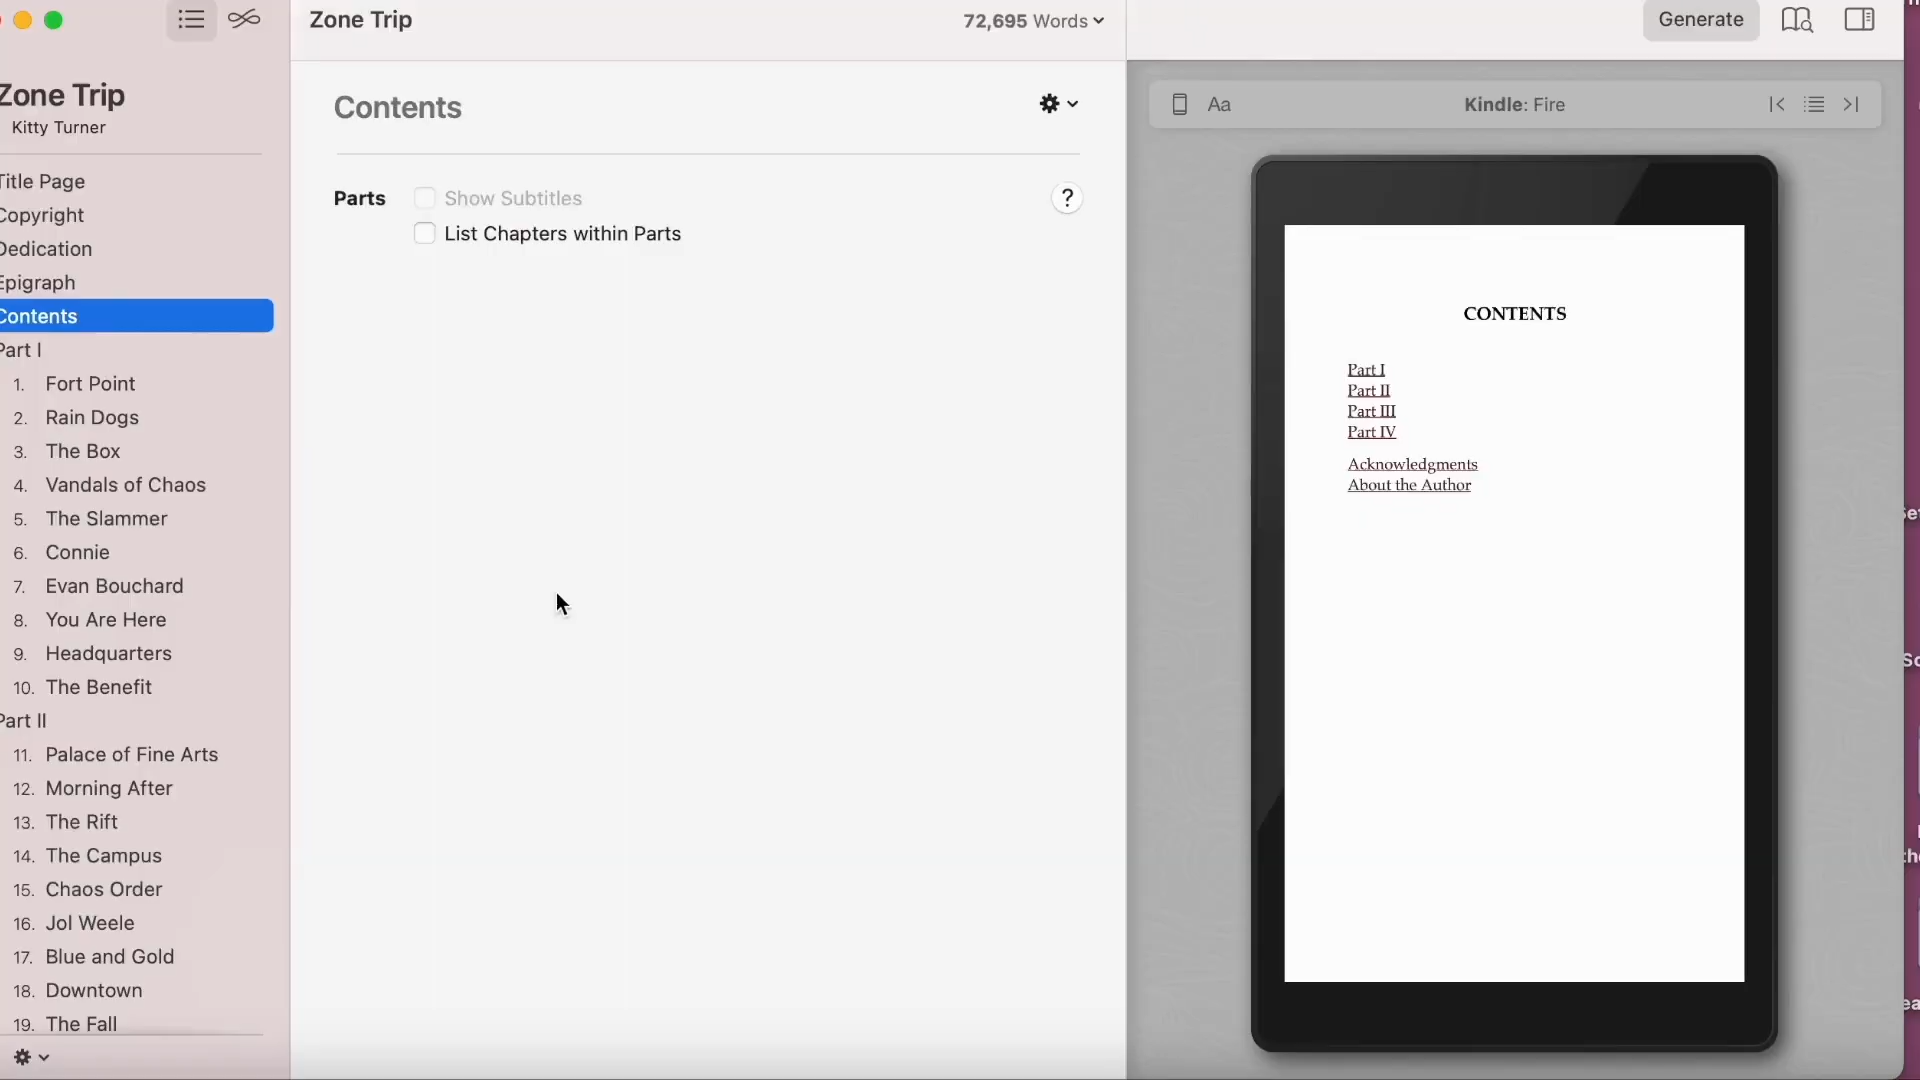 Zone Trip
72,695 Words
Generate
Zone Trip
Kitty Turner
Title Page
Copyright
Dedication
Epigraph
Contents
Part I
1. Fort Point
2. Rain Dogs
3. The Box
4. Vandals of Chaos
5. The Slammer
6. Connie
7. Evan Bouchard
8. You Are Here
9. Headquarters
10. The Benefit
Part II
11. Palace of Fine Arts
12. Morning After
13. The Rift
14. The Campus
15. Chaos Order
16. Jol Weele
17. Blue and Gold
18. Downtown
19. The Fall
Contents
Parts
Show Subtitles
?
List Chapters within Parts
Aa
Kindle: Fire
CONTENTS
Part I
Part II
Part III
Part IV
Acknowledgments
About the Author